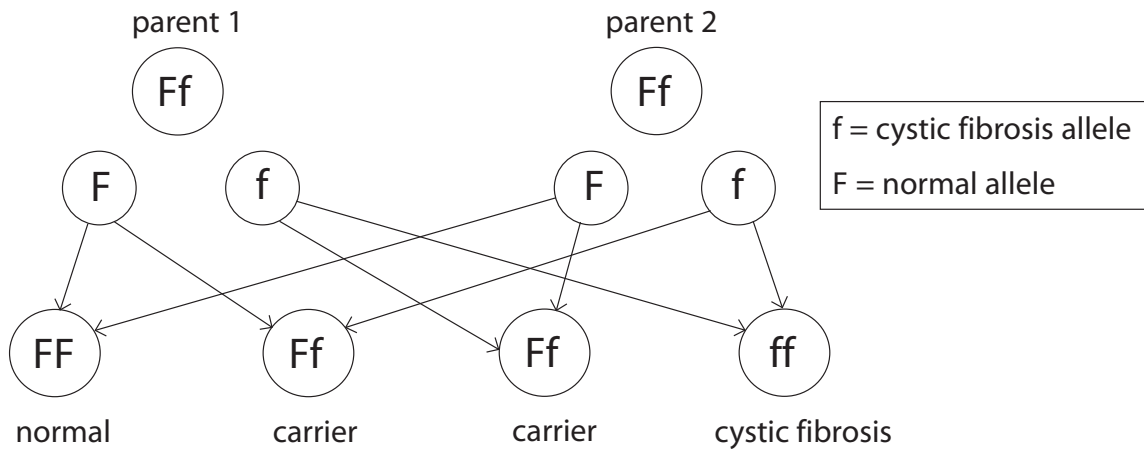 parent 1
parent 2
Ff
Ff
f = cystic fibrosis allele
F = normal allele
F
f
F
f
FF
Ff
Ff
ff
normal
carrier
carrier
cystic fibrosis